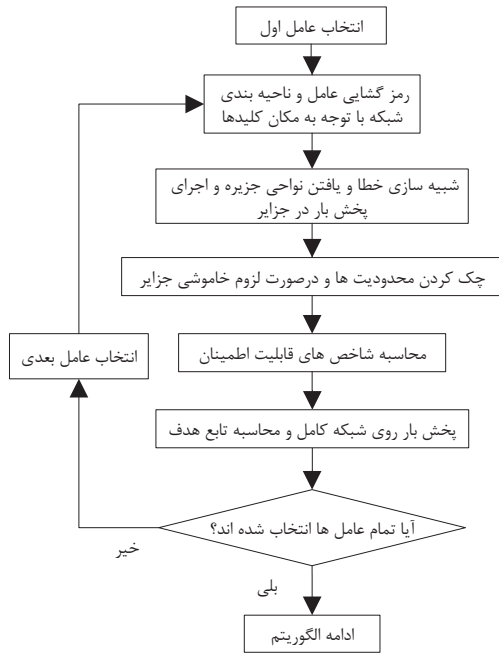 انتخاب عامل اول
رمز گشایی عامل و ناحیه بندی
شبکه با توجه به مکان کلیدها
شبیه سازی خطا و یافتن نواحی جزیره و اجرای
پخش بار در جزایر
چک کردن محدودیت ها و درصورت لزوم خاموشی جزایر
محاسبه شاخص های قابلیت اطمینان
انتخاب عامل بعدی
پخش بار روی شبکه کامل و محاسبه تابع هدف
آیا تمام عامل ها انتخاب شده اند؟
خیر
بلی
ادامه الگوریتم